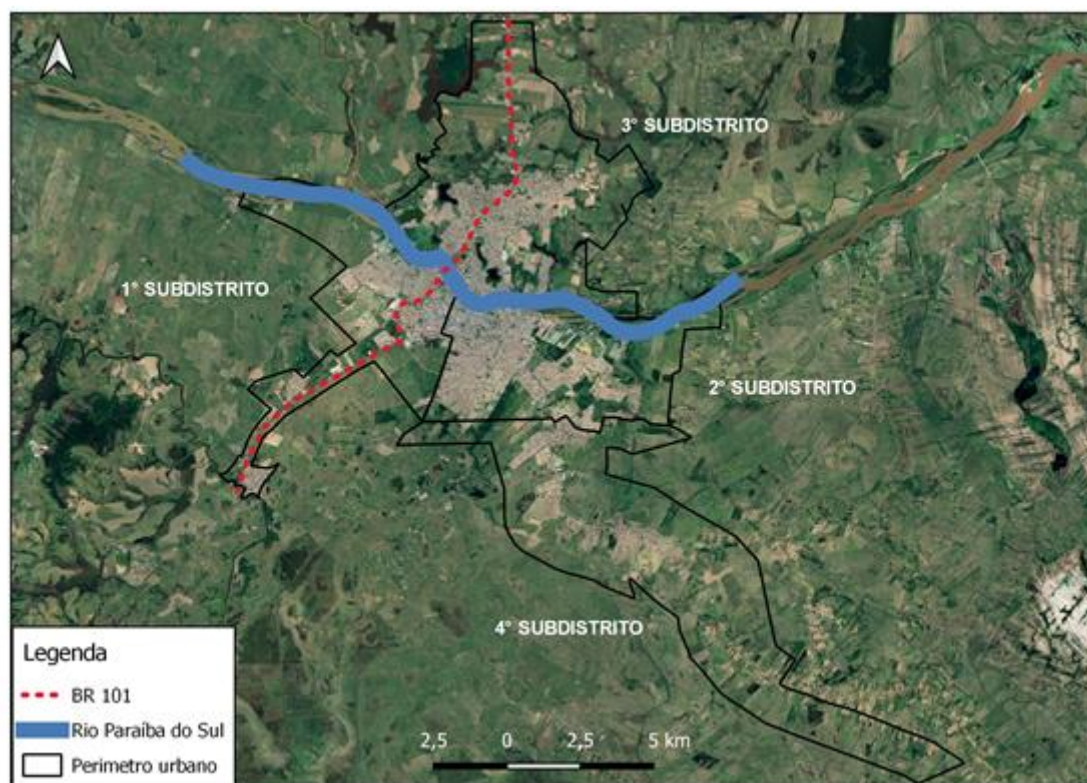 3° SUBDISTRITO
1° SUBDISTRITO
2° SUBDISTRITO
4° SUBDISTRITO
Legenda
BR 101
Rio Paraíba do Sul
Perimetro urbano
2,5 0 2,5 5 km